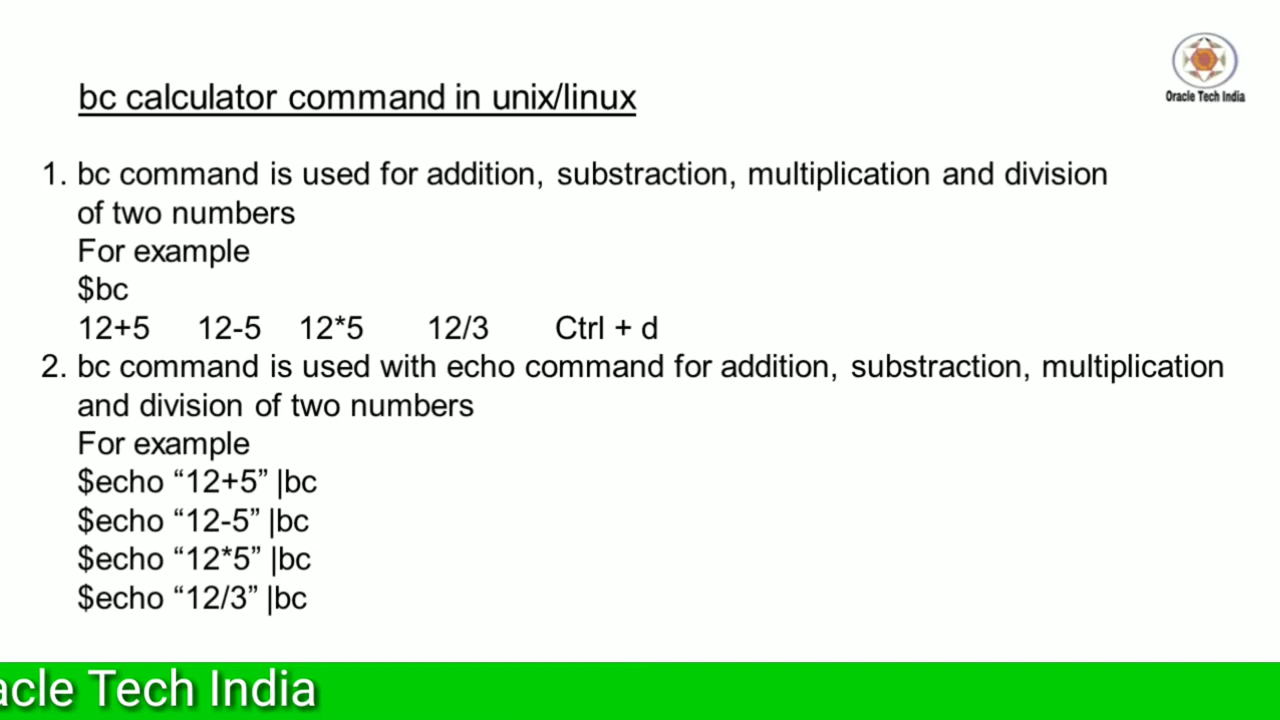 Oracle Tech India
bc calculator command in unix/linux
1. bc command is used for addition, substraction, multiplication and division
of two numbers
For example
$bc
12+5 12-5 12*5 12/3 Ctrl + d
2. bc command is used with echo command for addition, substraction, multiplication
and division of two numbers
For example
$echo “12+5” |bc
$echo “12-5” |bc
$echo “12*5” |bc
$echo “12/3” |bc
acle Tech India